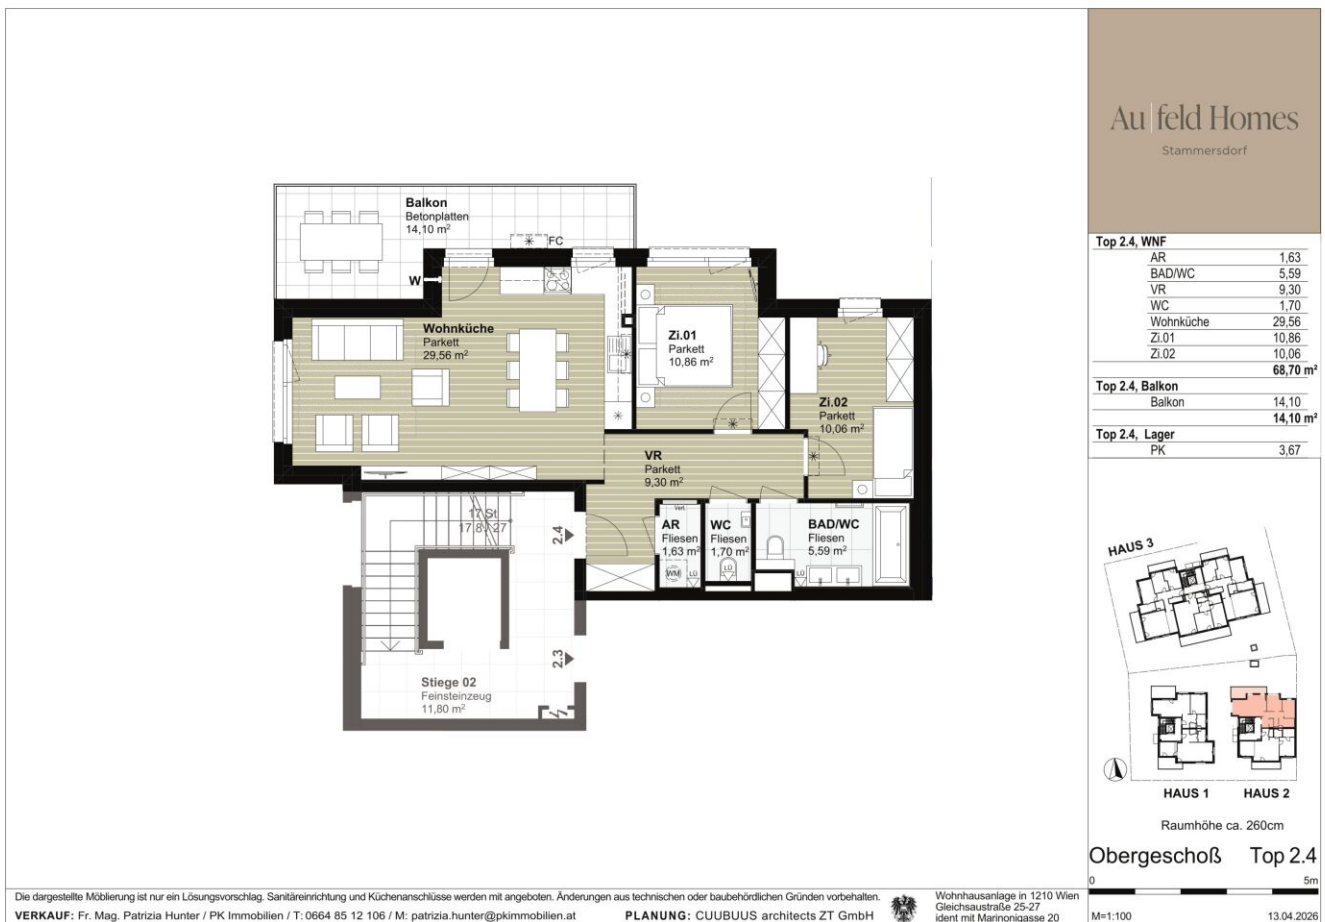 Balkon
Betonplatten
14,10 m²
FC
W
Wohnküche
Parkett
29,56 m²
Zi.01
Parkett
10,86 m²
Zi.02
Parkett
10,06 m²
VR
Parkett
9,30 m²
Vert.
AR
Fliesen
1,63 m²
WM
LÜ
WC
Fliesen
1,70 m²
LÜ
BAD/WC
Fliesen
5,59 m²
LÜ
17 St
17,8 / 27
2.4
2.3
Stiege 02
Feinsteinzeug
11,80 m²
Au|feld Homes
Stammersdorf
Top 2.4, WNF
AR 1,63
BAD/WC 5,59
VR 9,30
WC 1,70
Wohnküche 29,56
Zi.01 10,86
Zi.02 10,06
68,70 m²
Top 2.4, Balkon
Balkon 14,10
14,10 m²
Top 2.4, Lager
PK 3,67
HAUS 3
HAUS 1 HAUS 2
Raumhöhe ca. 260cm
Obergeschoß Top 2.4
0 5m
M=1:100 13.04.2026
Die dargestellte Möblierung ist nur ein Lösungsvorschlag. Sanitäreinrichtung und Küchenanschlüsse werden mit angeboten. Änderungen aus technischen oder baubehördlichen Gründen vorbehalten.
VERKAUF: Fr. Mag. Patrizia Hunter / PK Immobilien / T: 0664 85 12 106 / M: patrizia.hunter@pkimmobilien.at PLANUNG: CUUBUUS architects ZT GmbH
Wohnhausanlage in 1210 Wien
Gleichsaustraße 25-27
ident mit Marinonigasse 20